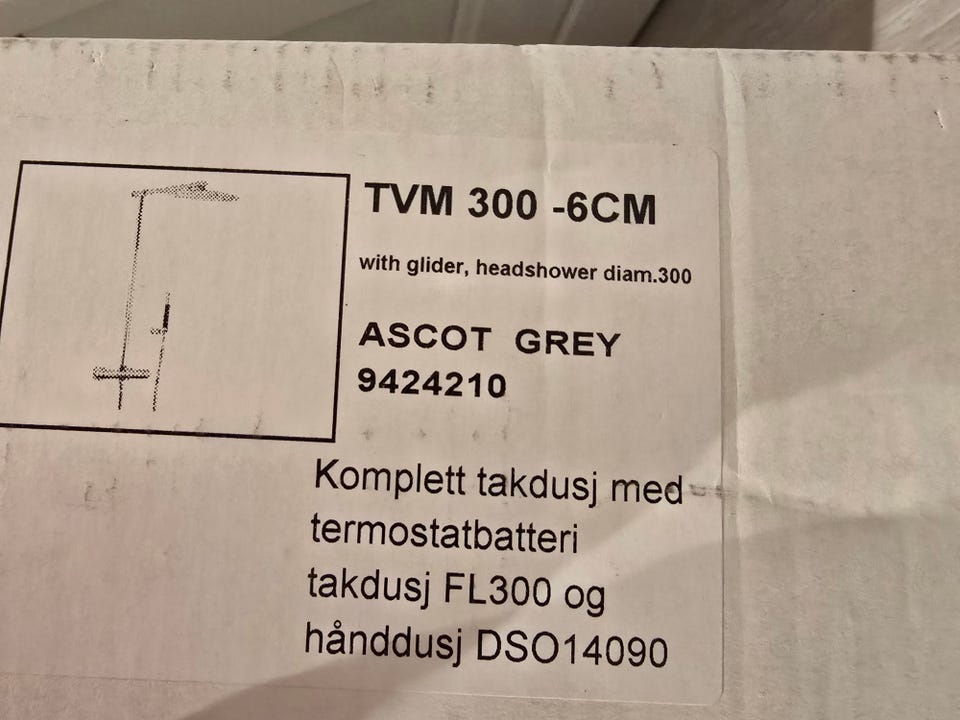 TVM 300 -6CM
with glider, headshower diam.300
ASCOT GREY
9424210
Komplett takdusj med
termostatbatteri
takdusj FL300 og
hånddusj DSO14090